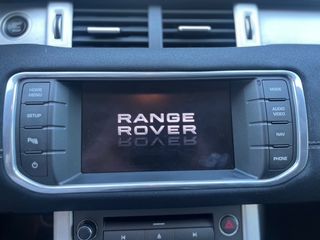 HOME
MENU
SETUP
MODE
AUDIO
VIDEO
NAV
PHONE
RANGE
ROVER